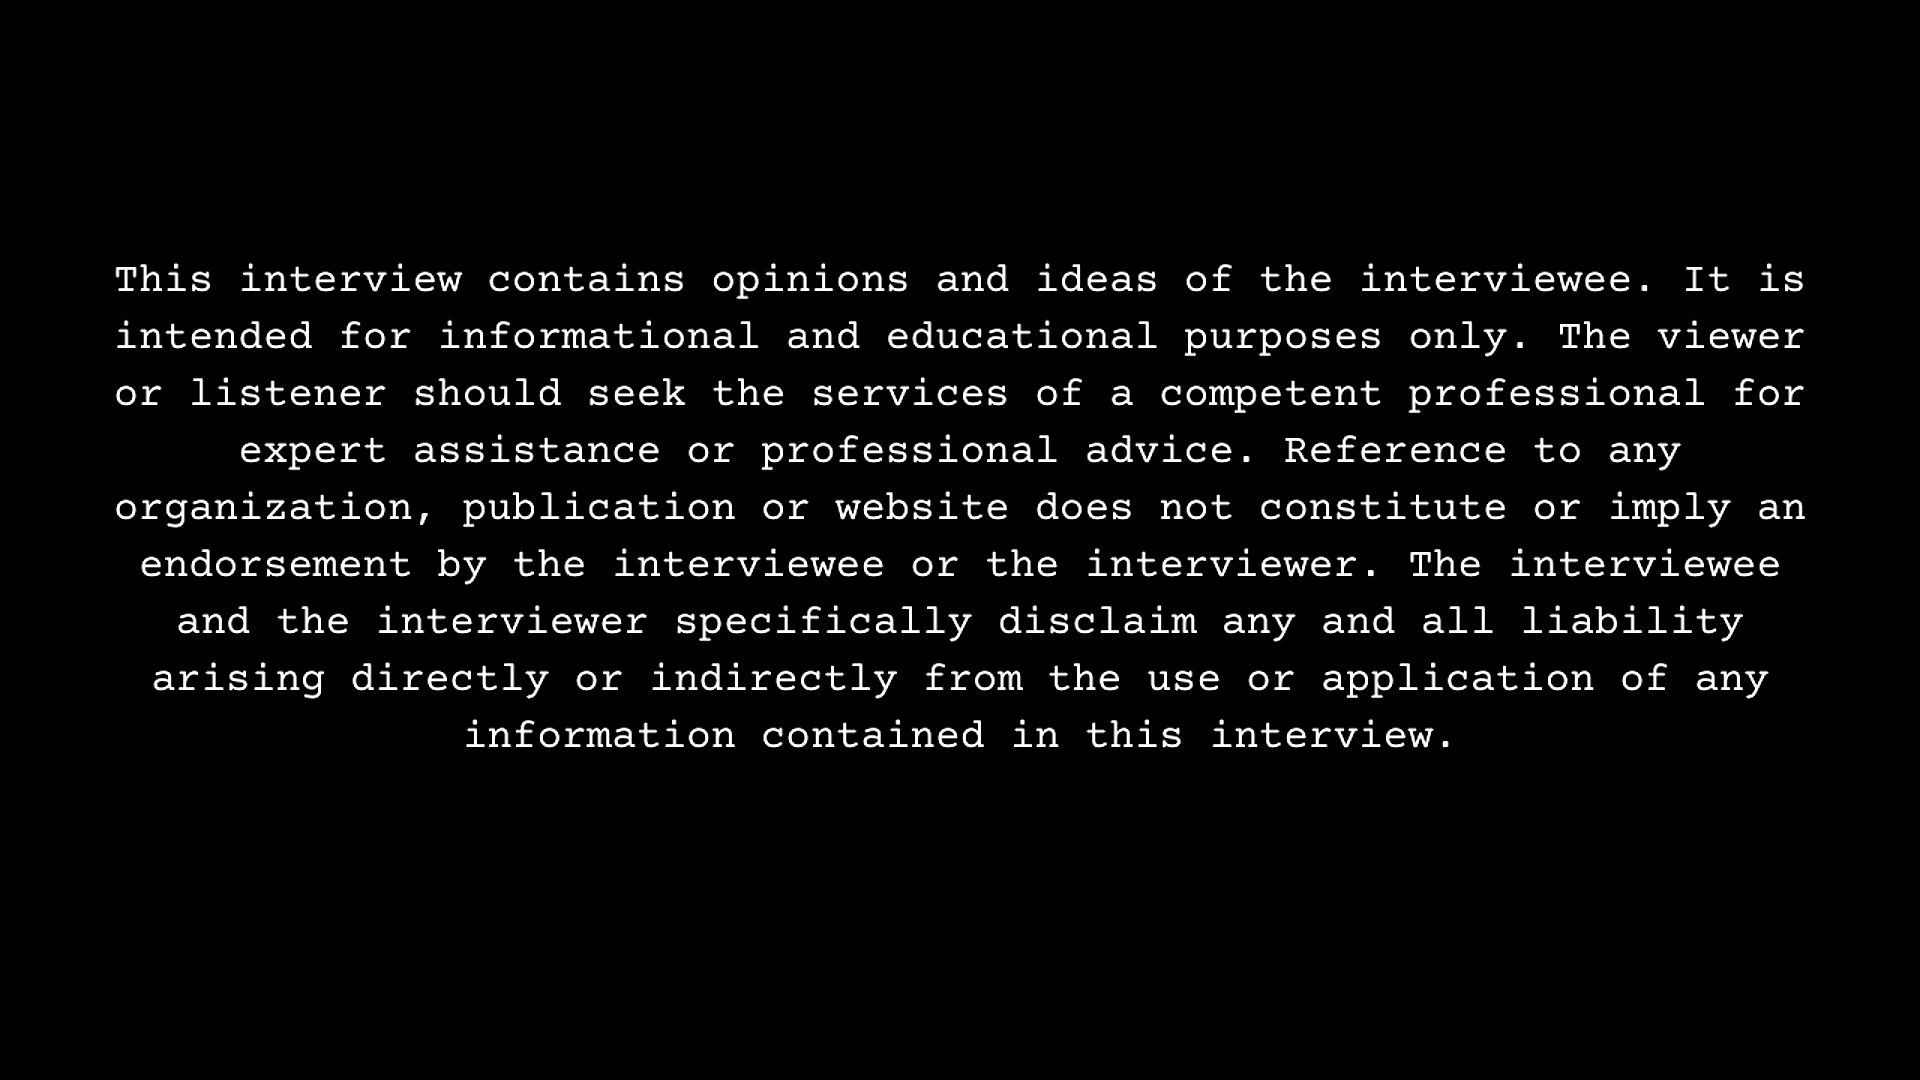 This interview contains opinions and ideas of the interviewee. It is
intended for informational and educational purposes only. The viewer
or listener should seek the services of a competent professional for
expert assistance or professional advice. Reference to any
organization, publication or website does not constitute or imply an
endorsement by the interviewee or the interviewer. The interviewee
and the interviewer specifically disclaim any and all liability
arising directly or indirectly from the use or application of any
information contained in this interview.